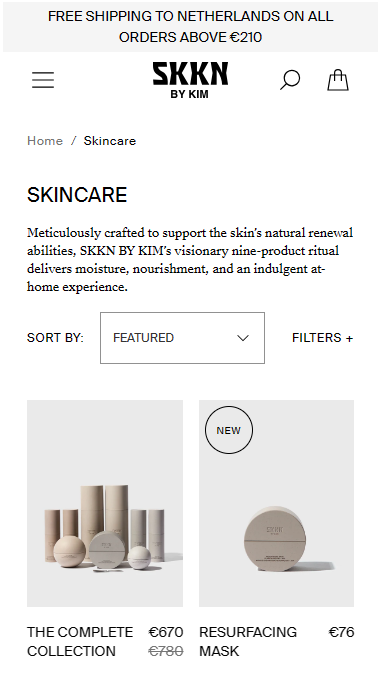 FREE SHIPPING TO NETHERLANDS ON ALL
ORDERS ABOVE €210
SKKN
BY KIM
Home / Skincare
SKINCARE
Meticulously crafted to support the skin's natural renewal
abilities, SKKN BY KIM's visionary nine-product ritual
delivers moisture, nourishment, and an indulgent at-
home experience.
SORT BY: FEATURED FILTERS +
NEW
SKKN
THE COMPLETE €670
COLLECTION €780
RESURFACING €76
MASK